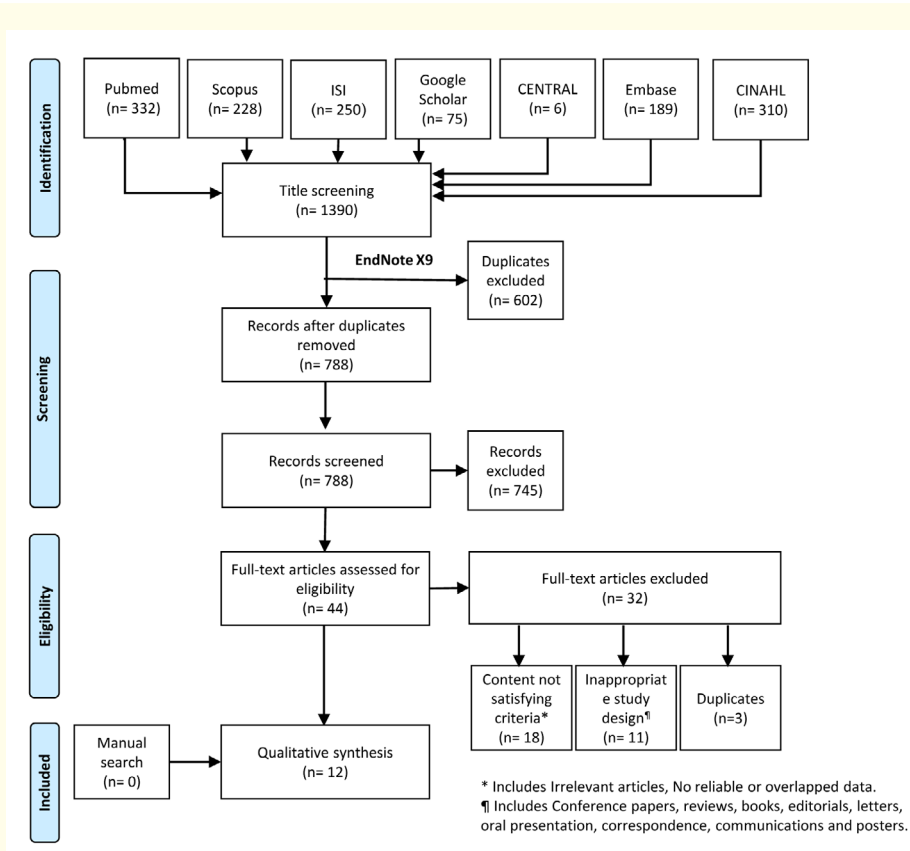 Identification
Pubmed
(n= 332)
Scopus
(n= 228)
ISI
(n= 250)
Google
Scholar
(n= 75)
CENTRAL
(n= 6)
Embase
(n= 189)
CINAHL
(n= 310)
Title screening
(n= 1390)
EndNote X9
Duplicates
excluded
(n= 602)
Screening
Records after duplicates
removed
(n= 788)
Records screened
(n= 788)
Records
excluded
(n= 745)
Eligibility
Full-text articles assessed for
eligibility
(n= 44)
Full-text articles excluded
(n= 32)
Content not
satisfying
criteria*
(n= 18)
Inappropriat
e study
design¶
(n= 11)
Duplicates
(n=3)
Included
Manual
search
(n= 0)
Qualitative synthesis
(n= 12)
* Includes Irrelevant articles, No reliable or overlapped data.
¶ Includes Conference papers, reviews, books, editorials, letters,
oral presentation, correspondence, communications and posters.